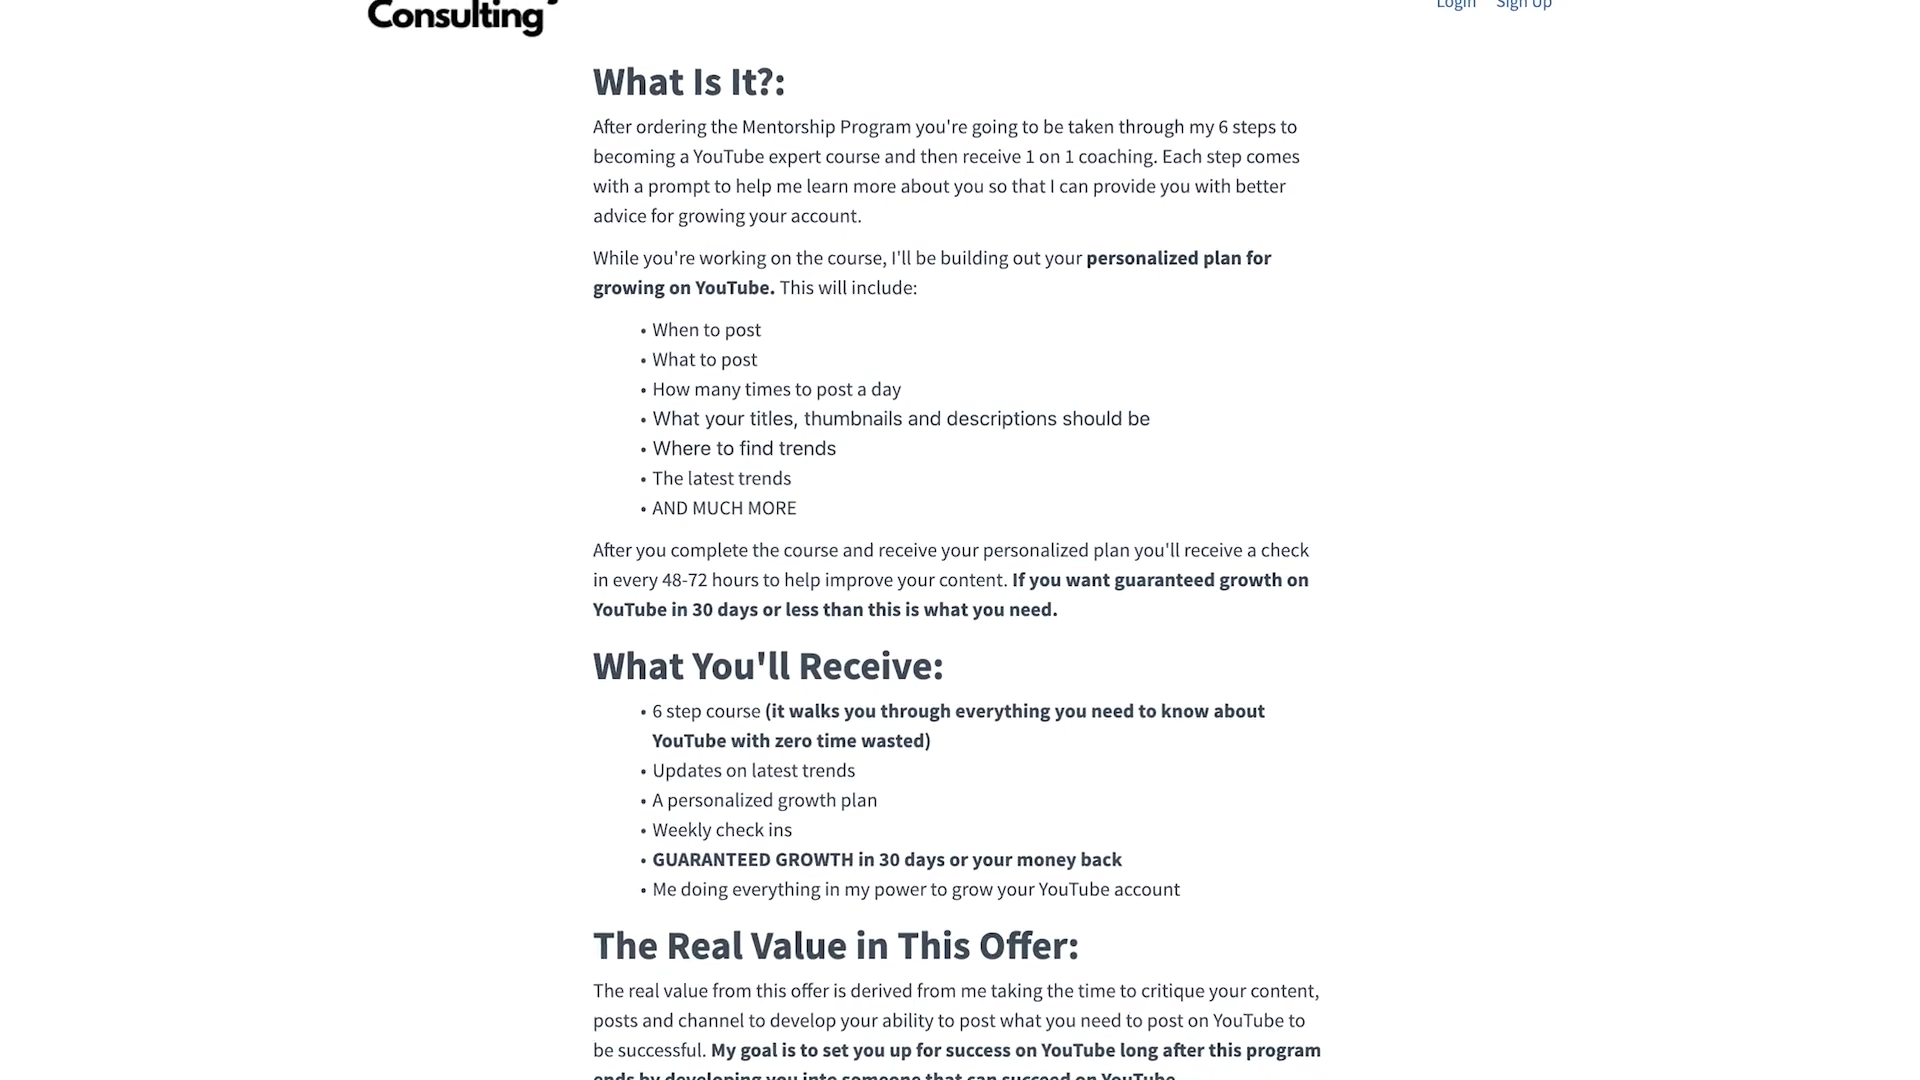 Consulting
Login Sign Up
What Is It?:
After ordering the Mentorship Program you're going to be taken through my 6 steps to
becoming a YouTube expert course and then receive 1 on 1 coaching. Each step comes
with a prompt to help me learn more about you so that I can provide you with better
advice for growing your account.
While you're working on the course, I'll be building out your personalized plan for
growing on YouTube. This will include:
• When to post
• What to post
• How many times to post a day
• What your titles, thumbnails and descriptions should be
• Where to find trends
• The latest trends
• AND MUCH MORE
After you complete the course and receive your personalized plan you'll receive a check
in every 48-72 hours to help improve your content. If you want guaranteed growth on
YouTube in 30 days or less than this is what you need.
What You'll Receive:
• 6 step course (it walks you through everything you need to know about
YouTube with zero time wasted)
• Updates on latest trends
• A personalized growth plan
• Weekly check ins
• GUARANTEED GROWTH in 30 days or your money back
• Me doing everything in my power to grow your YouTube account
The Real Value in This Offer:
The real value from this offer is derived from me taking the time to critique your content,
posts and channel to develop your ability to post what you need to post on YouTube to
be successful. My goal is to set you up for success on YouTube long after this program
ends by developing you into someone that can succeed on YouTube